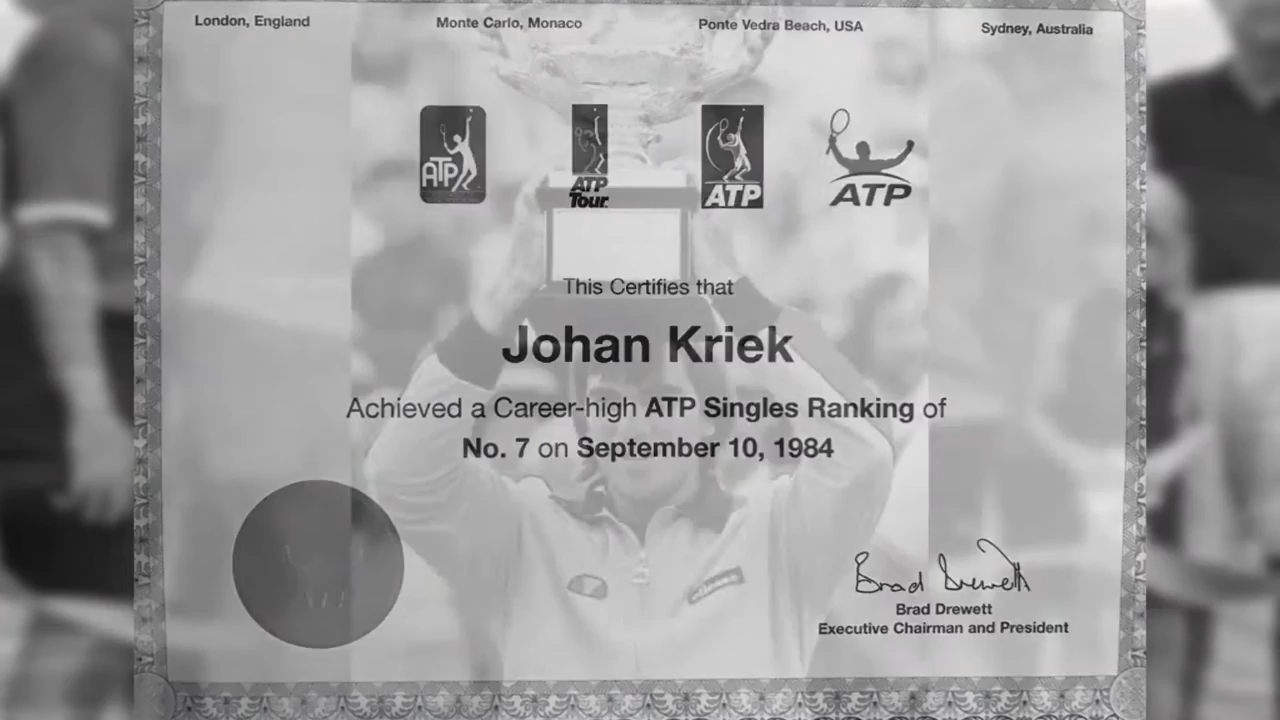 London, England
Monte Carlo, Monaco
Ponte Vedra Beach, USA
Sydney, Australia
ATP
ATP
Tour
ATP
ATP
This Certifies that
Johan Kriek
Achieved a Career-high ATP Singles Ranking of
No. 7 on September 10, 1984
Brad Drewett
Brad Drewett
Executive Chairman and President